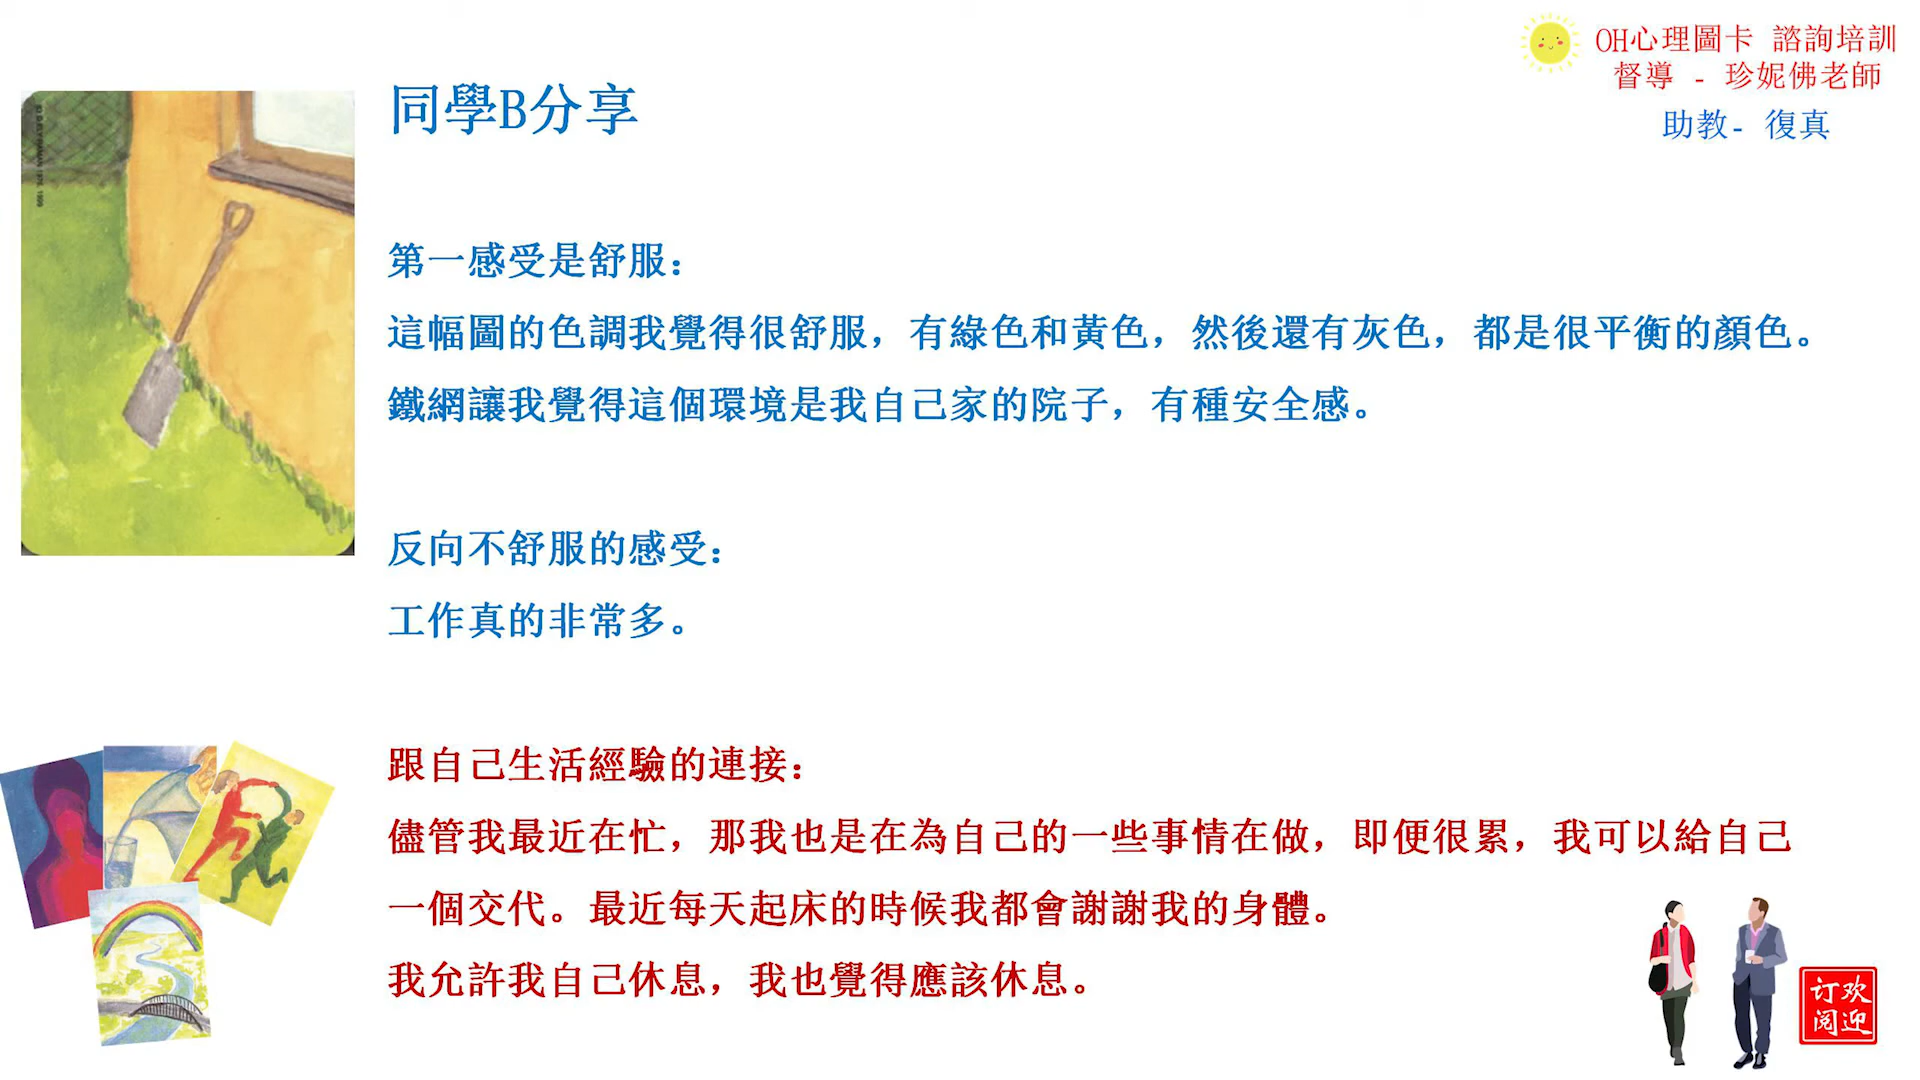 OH心理圖卡 諮詢培訓
督導 - 珍妮佛老師
助教- 復真
同學B分享
第一感受是舒服：
這幅圖的色調我覺得很舒服，有綠色和黃色，然後還有灰色，都是很平衡的顏色。
鐵網讓我覺得這個環境是我自己家的院子，有種安全感。
反向不舒服的感受：
工作真的非常多。
跟自己生活經驗的連接：
儘管我最近在忙，那我也是在為自己的一些事情在做，即便很累，我可以給自己
一個交代。最近每天起床的時候我都會謝謝我的身體。
我允許我自己休息，我也覺得應該休息。
欢迎
订阅